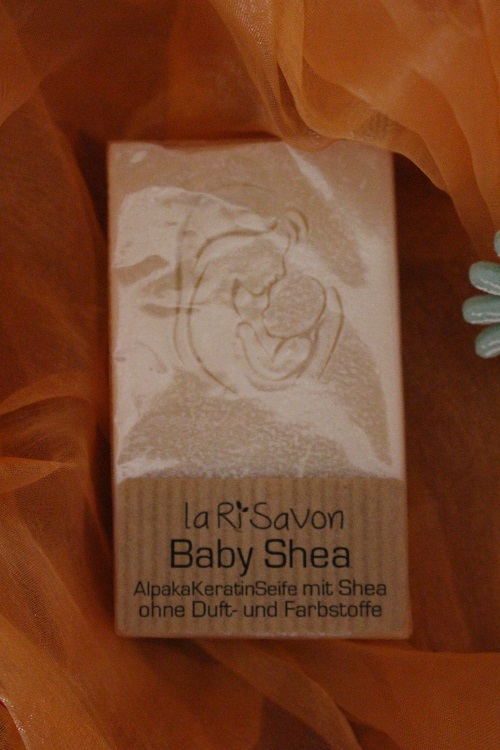 la Ri Savon
Baby Shea
AlpakaKeratinSeife mit Shea
ohne Duft- und Farbstoffe